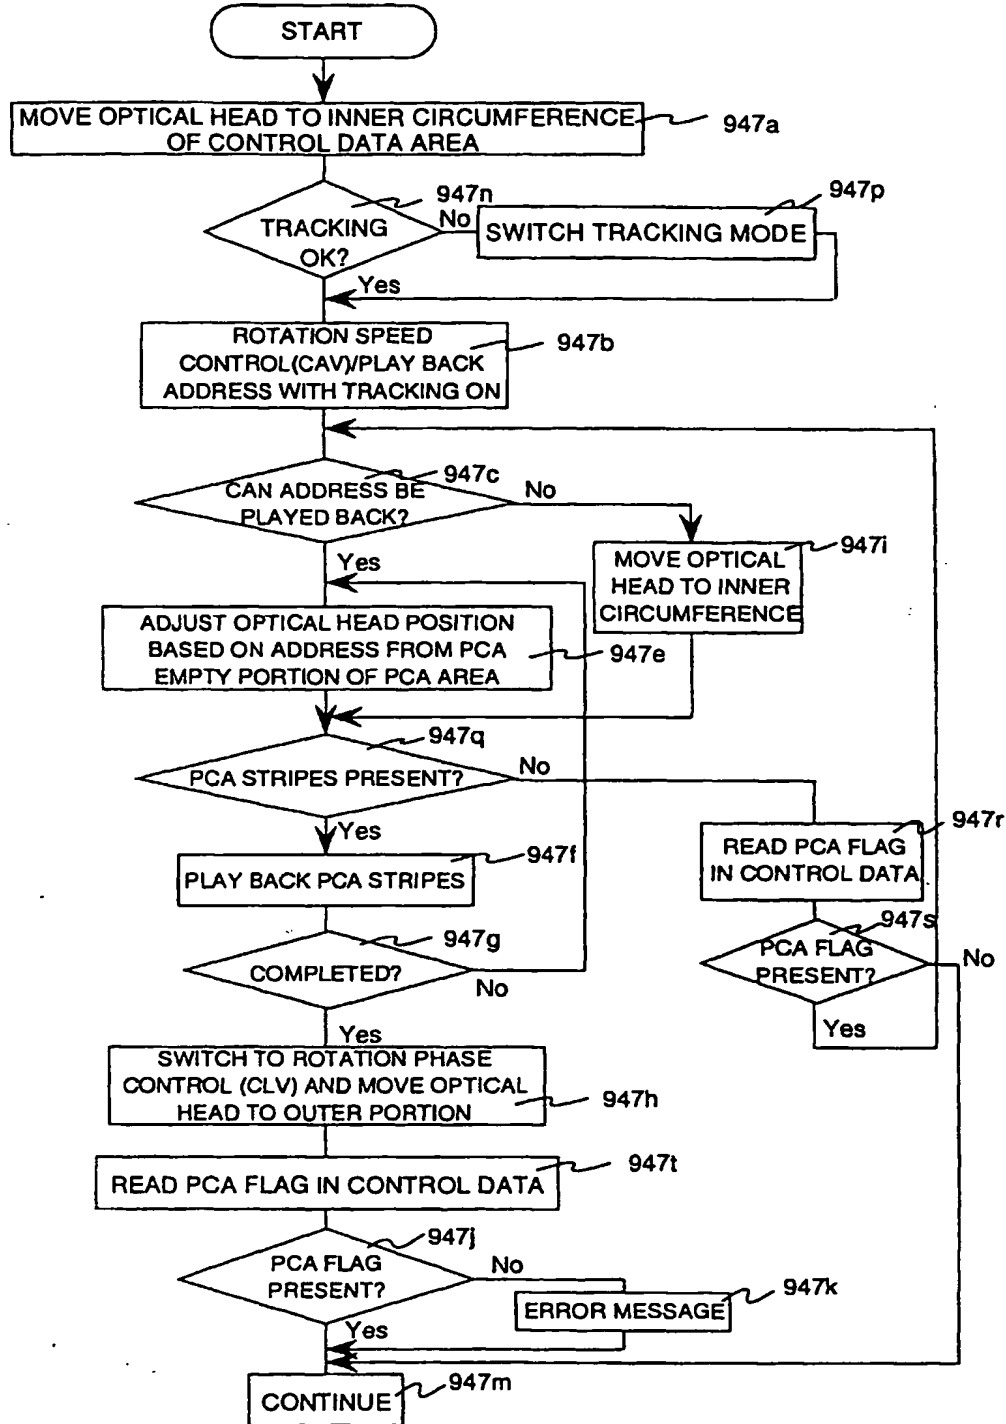 START
MOVE OPTICAL HEAD TO INNER CIRCUMFERENCE
OF CONTROL DATA AREA
947a
947n
TRACKING
OK?
No
947p
SWITCH TRACKING MODE
Yes
ROTATION SPEED
CONTROL(CAV)/PLAY BACK
ADDRESS WITH TRACKING ON
947b
947c
CAN ADDRESS BE
PLAYED BACK?
No
Yes
947i
MOVE OPTICAL
HEAD TO INNER
CIRCUMFERENCE
ADJUST OPTICAL HEAD POSITION
BASED ON ADDRESS FROM PCA
EMPTY PORTION OF PCA AREA
947e
947q
PCA STRIPES PRESENT?
No
Yes
947r
READ PCA FLAG
IN CONTROL DATA
947f
PLAY BACK PCA STRIPES
947s
PCA FLAG
PRESENT?
No
Yes
947g
COMPLETED?
No
Yes
SWITCH TO ROTATION PHASE
CONTROL (CLV) AND MOVE OPTICAL
HEAD TO OUTER PORTION
947h
947t
READ PCA FLAG IN CONTROL DATA
947j
PCA FLAG
PRESENT?
No
947k
ERROR MESSAGE
Yes
947m
CONTINUE